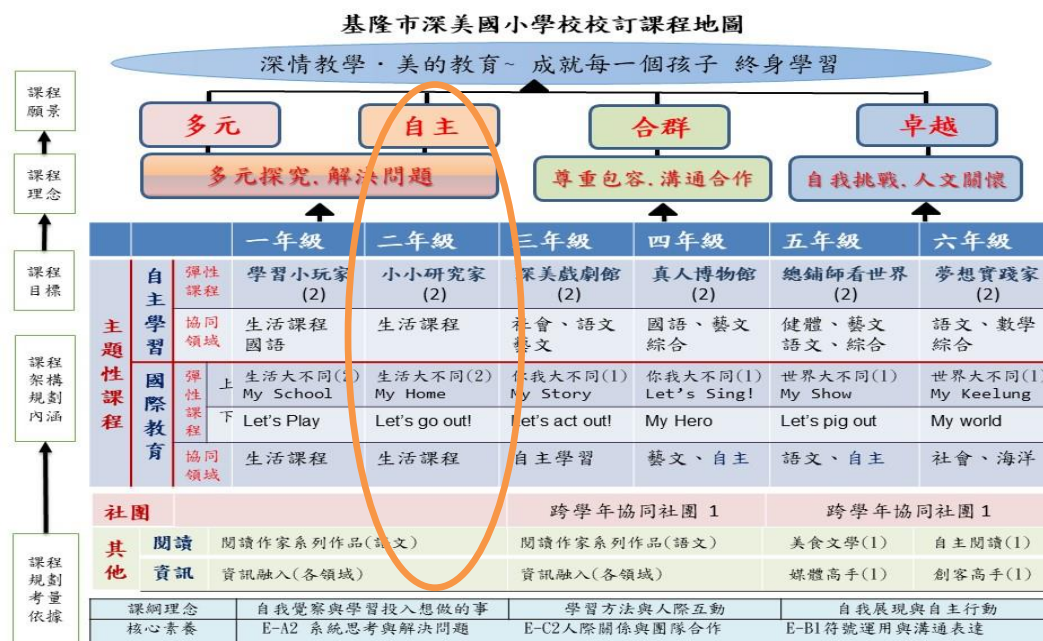 基隆市深美國小學校校訂課程地圖
深情教學‧美的教育~ 成就每一個孩子 終身學習
課程
願景
多元
自主
合群
卓越
課程
理念
多元探究.解決問題
尊重包容.溝通合作
自我挑戰.人文關懷
課程
目標
一年級
二年級
三年級
四年級
五年級
六年級
課程
架構
規劃
內涵
主題性課程
自主學習
彈性
課程
學習小玩家
(2)
小小研究家
(2)
深美戲劇館
(2)
真人博物館
(2)
總鋪師看世界
(2)
夢想實踐家
(2)
協同
領域
生活課程
國語
生活課程
社會、語文
藝文
國語、藝文
綜合
健體、藝文
語文、綜合
語文、數學
綜合
國際教育
彈性課程
上
生活大不同(2)
My School
生活大不同(2)
My Home
你我大不同(1)
My Story
你我大不同(1)
Let's Sing!
世界大不同(1)
My Show
世界大不同(1)
My Keelung
下
Let's Play
Let's go out!
Let's act out!
My Hero
Let's pig out
My world
協同
領域
生活課程
生活課程
自主學習
藝文、自主
語文、自主
社會、海洋
社團
跨學年協同社團 1
跨學年協同社團 1
課程
規劃
考量
依據
其他
閱讀
閱讀作家系列作品(語文)
閱讀作家系列作品(語文)
美食文學(1)
自主閱讀(1)
資訊
資訊融入(各領域)
資訊融入(各領域)
媒體高手(1)
創客高手(1)
課綱理念
自我覺察與學習投入想做的事
學習方法與人際互動
自我展現與自主行動
核心素養
E-A2 系統思考與解決問題
E-C2人際關係與團隊合作
E-B1符號運用與溝通表達